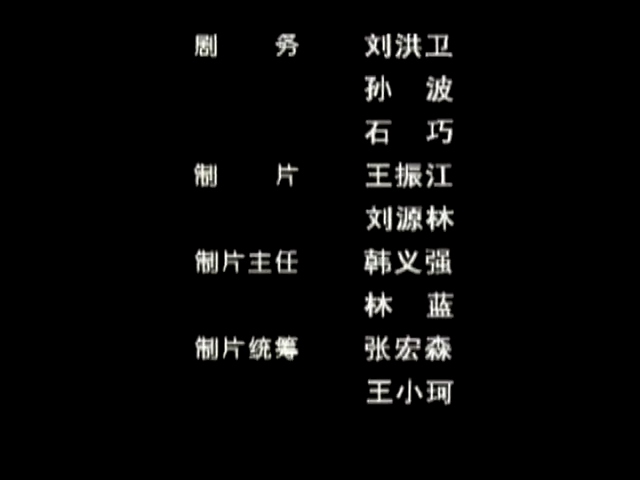 剧 务 刘洪卫
孙 波
石 巧
制 片 王振江
刘源林
制片主任 韩义强
林 蓝
制片统筹 张宏森
王小珂